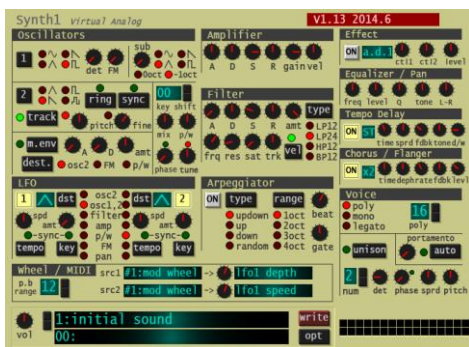 Synth1 Virtual Analog V1.13 2014.6
Oscillators
1
det FM
sub
0oct -1oct
2
ring sync
track pitch fine
m.env A D amt
dest. osc2 FM p/w
00
key shift
mix p/w
phase tune
Amplifier
A D S R gain vel
Filter
A D S R amt type
LP12
LP24
HP12
BP12
frq res sat trk vel
Effect
ON a.d.1 ctl1 ctl2 level
Equalizer / Pan
freq level Q tone L-R
Tempo Delay
ON ST time sprd fdbk tone d/w
Chorus / Flanger
ON x2 time deph rate fdbk level
LFO
1 dst dst 2
osc2
osc1,2
filter
amp
p/w
FM
pan
spd amt spd amt
sync sync
tempo key tempo key
Arpeggiator
ON type range beat
updown
up
down
random
1oct
2oct
3oct
4oct
gate
Voice
poly
mono
legato
16
poly
unison portamento auto
2
num det phase sprd pitch
Wheel / MIDI
p.b range 12
src1 #1:mod wheel -> lfo1 depth
src2 #1:mod wheel -> lfo1 speed
vol
1:initial sound write
00: opt